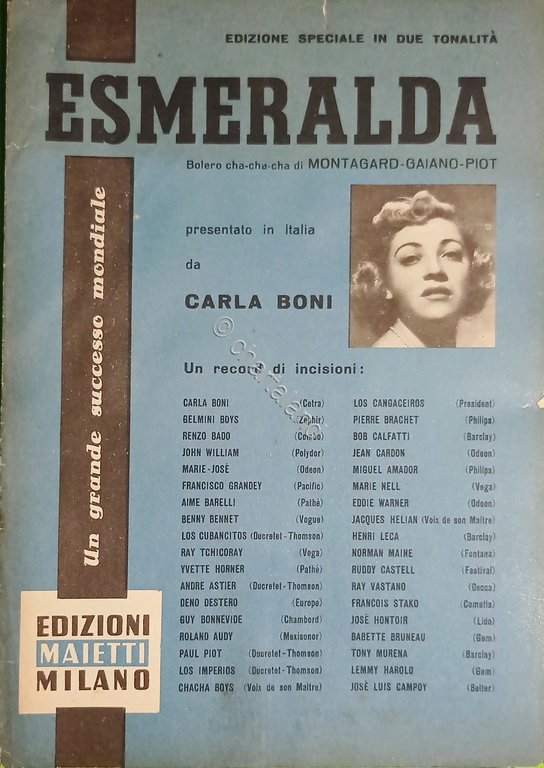 EDIZIONE SPECIALE IN DUE TONALITÀ
ESMERALDA
Bolero cha-cha-cha di MONTAGARD-GAIANO-PIOT
Un grande successo mondiale
presentato in Italia
da
CARLA BONI
Un record di incisioni:
CARLA BONI (Cetra)
GELMINI BOYS (Zephir)
RENZO BADO (Combo)
JOHN WILLIAM (Polydor)
MARIE-JOSÉ (Odeon)
FRANCISCO GRANDEY (Pacific)
AIME BARELLI (Pathè)
BENNY BENNET (Vogue)
LOS CUBANCITOS (Ducretet-Thomson)
RAY TCHICORAY (Vega)
YVETTE HORNER (Pathè)
ANDRE ASTIER (Ducretet-Thomson)
DENO DESTERO (Europe)
GUY BONNEVIDE (Chambord)
ROLAND AUDY (Mexisonor)
PAUL PIOT (Ducretet-Thomson)
LOS IMPERIOS (Ducretet-Thomson)
CHACHA BOYS (Voix de son Maitre)
LOS CANGACEIROS (President)
PIERRE BRACHET (Philips)
BOB CALFATTI (Barclay)
JEAN CARDON (Odeon)
MIGUEL AMADOR (Philips)
MARIE NELL (Vega)
EDDIE WARNER (Odeon)
JACQUES HELIAN (Voix de son Maitre)
HENRI LECA (Barclay)
NORMAN MAINE (Fontana)
RUDDY CASTELL (Festival)
RAY VASTANO (Decca)
FRANCOIS STAKO (Cometis)
JOSÈ HONTOIR (Lido)
BABETTE BRUNEAU (Gem)
TONY MURENA (Barclay)
LEMMY HAROLD (Gem)
JOSÈ LUIS CAMPOY (Belter)
EDIZIONI
MAIETTI
MILANO